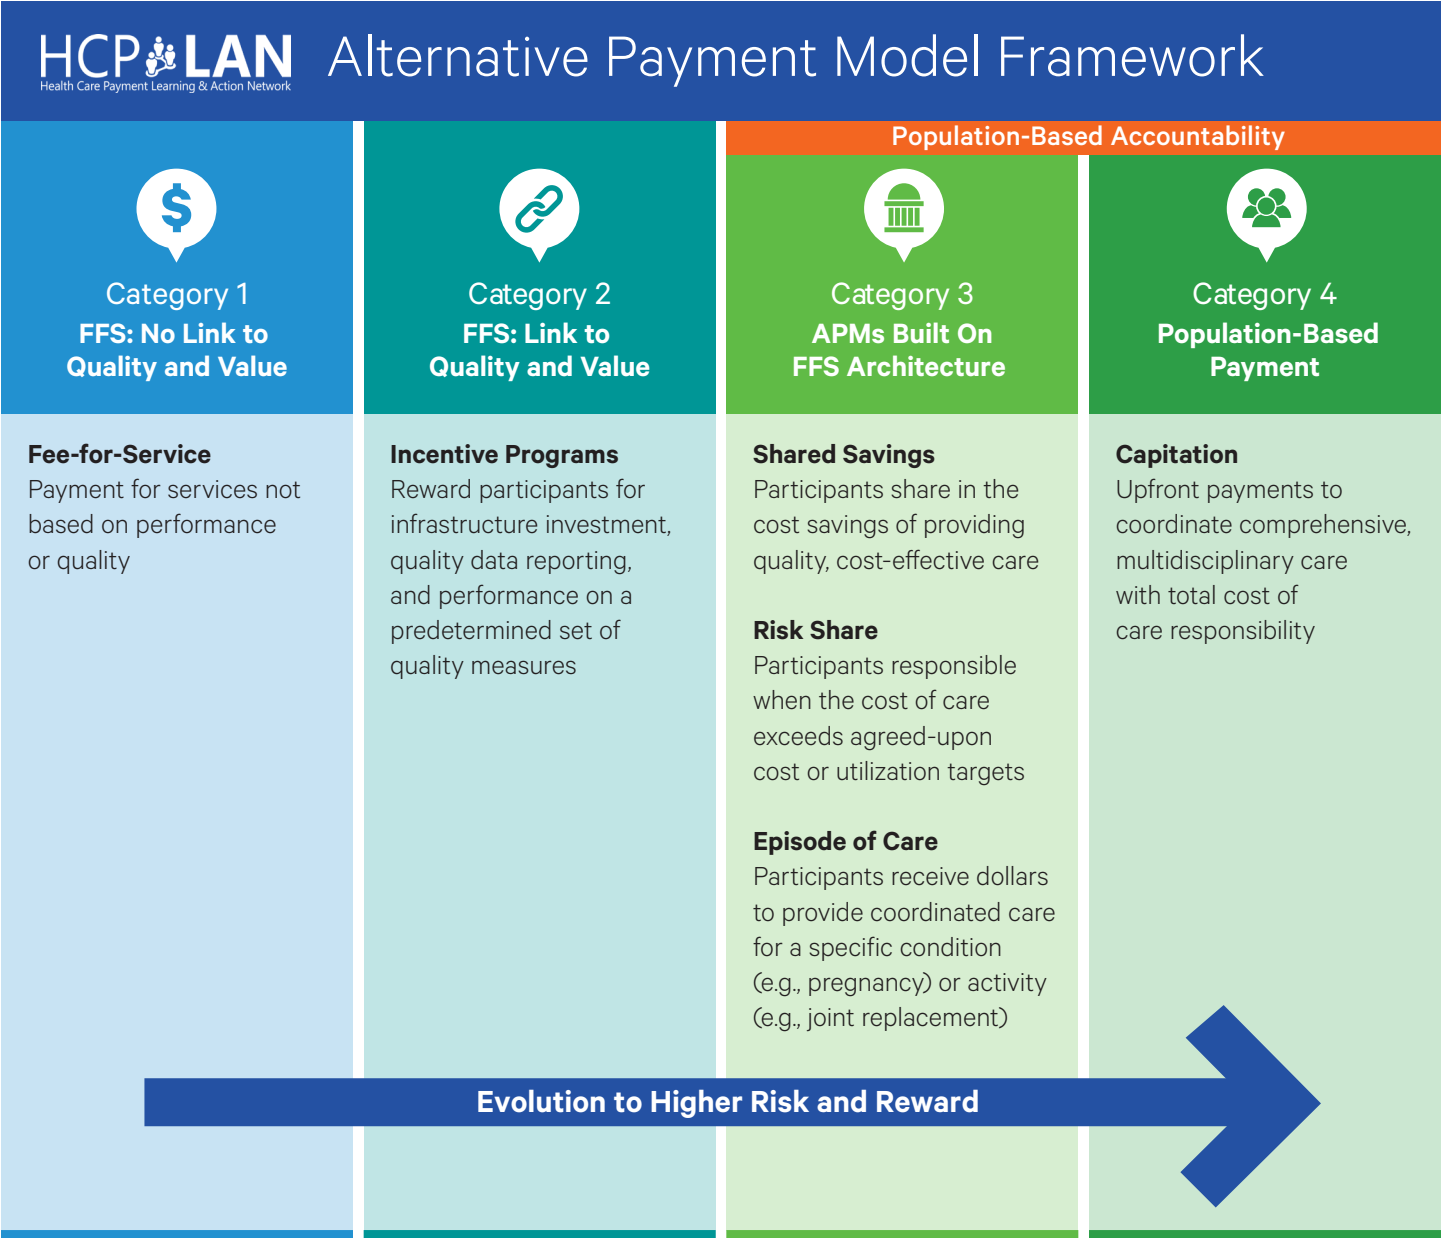 HCP LAN
Health Care Payment Learning & Action Network
Alternative Payment Model Framework
Population-Based Accountability
$
Category 1
FFS: No Link to
Quality and Value
Fee-for-Service
Payment for services not
based on performance
or quality
Category 2
FFS: Link to
Quality and Value
Incentive Programs
Reward participants for
infrastructure investment,
quality data reporting,
and performance on a
predetermined set of
quality measures
Category 3
APMs Built On
FFS Architecture
Shared Savings
Participants share in the
cost savings of providing
quality, cost-effective care
Risk Share
Participants responsible
when the cost of care
exceeds agreed-upon
cost or utilization targets
Episode of Care
Participants receive dollars
to provide coordinated care
for a specific condition
(e.g., pregnancy) or activity
(e.g., joint replacement)
Category 4
Population-Based
Payment
Capitation
Upfront payments to
coordinate comprehensive,
multidisciplinary care
with total cost of
care responsibility
Evolution to Higher Risk and Reward